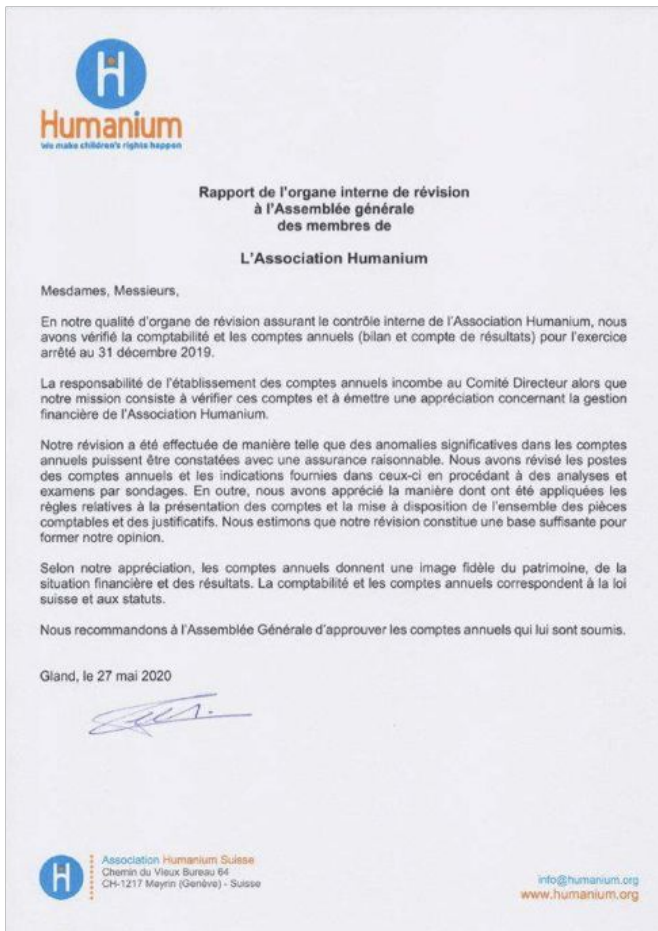 H
Humanium
We make children's rights happen
Rapport de l'organe interne de révision
à l'Assemblée générale
des membres de
L'Association Humanium
Mesdames, Messieurs,
En notre qualité d'organe de révision assurant le contrôle interne de l'Association Humanium, nous
avons vérifié la comptabilité et les comptes annuels (bilan et compte de résultats) pour l'exercice
arrêté au 31 décembre 2019.
La responsabilité de l'établissement des comptes annuels incombe au Comité Directeur alors que
notre mission consiste à vérifier ces comptes et à émettre une appréciation concernant la gestion
financière de l'Association Humanium.
Notre révision a été effectuée de manière telle que des anomalies significatives dans les comptes
annuels puissent être constatées avec une assurance raisonnable. Nous avons révisé les postes
des comptes annuels et les indications fournies dans ceux-ci en procédant à des analyses et
examens par sondages. En outre, nous avons apprécié la manière dont ont été appliquées les
règles relatives à la présentation des comptes et la mise à disposition de l'ensemble des pièces
comptables et des justificatifs. Nous estimons que notre révision constitue une base suffisante pour
former notre opinion.
Selon notre appréciation, les comptes annuels donnent une image fidèle du patrimoine, de la
situation financière et des résultats. La comptabilité et les comptes annuels correspondent à la loi
suisse et aux statuts.
Nous recommandons à l'Assemblée Générale d'approuver les comptes annuels qui lui sont soumis.
Gland, le 27 mai 2020
H
Association Humanium Suisse
Chemin du Vieux Bureau 64
CH-1217 Meyrin (Genève) - Suisse
info@humanium.org
www.humanium.org